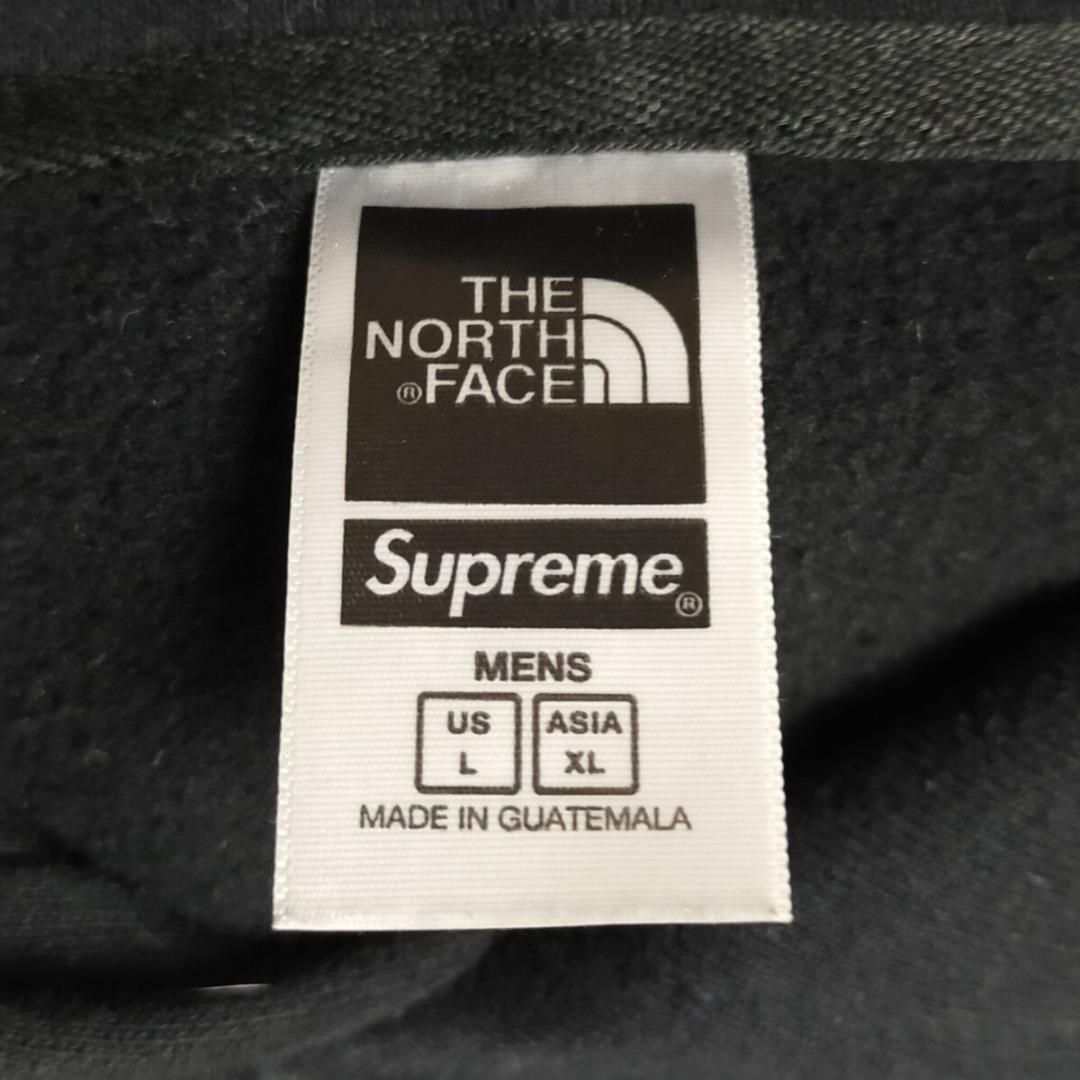 THE
NORTH
®FACE
Supreme®
MENS
US ASIA
L XL
MADE IN GUATEMALA